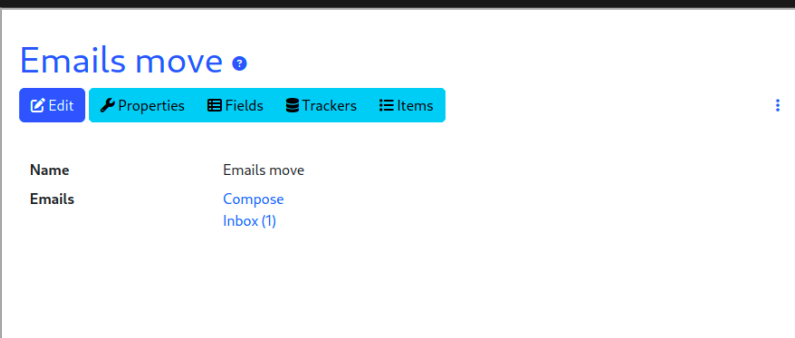 Emails move ?
Edit Properties Fields Trackers Items
Name Emails move
Emails Compose
Inbox (1)